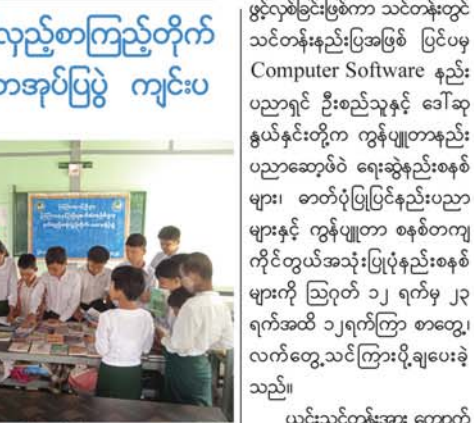 လှည့်စာကြည့်တိုက်
စာအုပ်ပြပွဲ ကျင်းပ
ဖွင့်လှစ်ခြင်းဖြစ်ကာ သင်တန်းတွင်
သင်တန်းနည်းပြအဖြစ် ပြင်ပမှ
Computer Software နည်း
ပညာရှင် ဦးစည်သူနှင့် ဒေါ်ဆု
နွယ်နှင်းတို့က ကွန်ပျူတာနည်း
ပညာဆော့ဖ်ဝဲ ရေးဆွဲနည်းစနစ်
များ၊ ဓာတ်ပုံပြုပြင်နည်းပညာ
များနှင့် ကွန်ပျူတာ စနစ်တကျ
ကိုင်တွယ်အသုံးပြုပုံနည်းစနစ်
များကို ဩဂုတ် ၁၂ ရက်မှ ၂၃
ရက်အထိ ၁၂ရက်ကြာ စာတွေ့၊
လက်တွေ့သင်ကြားပို့ချပေးခဲ့
သည်။
ယင်းသင်တန်းအား